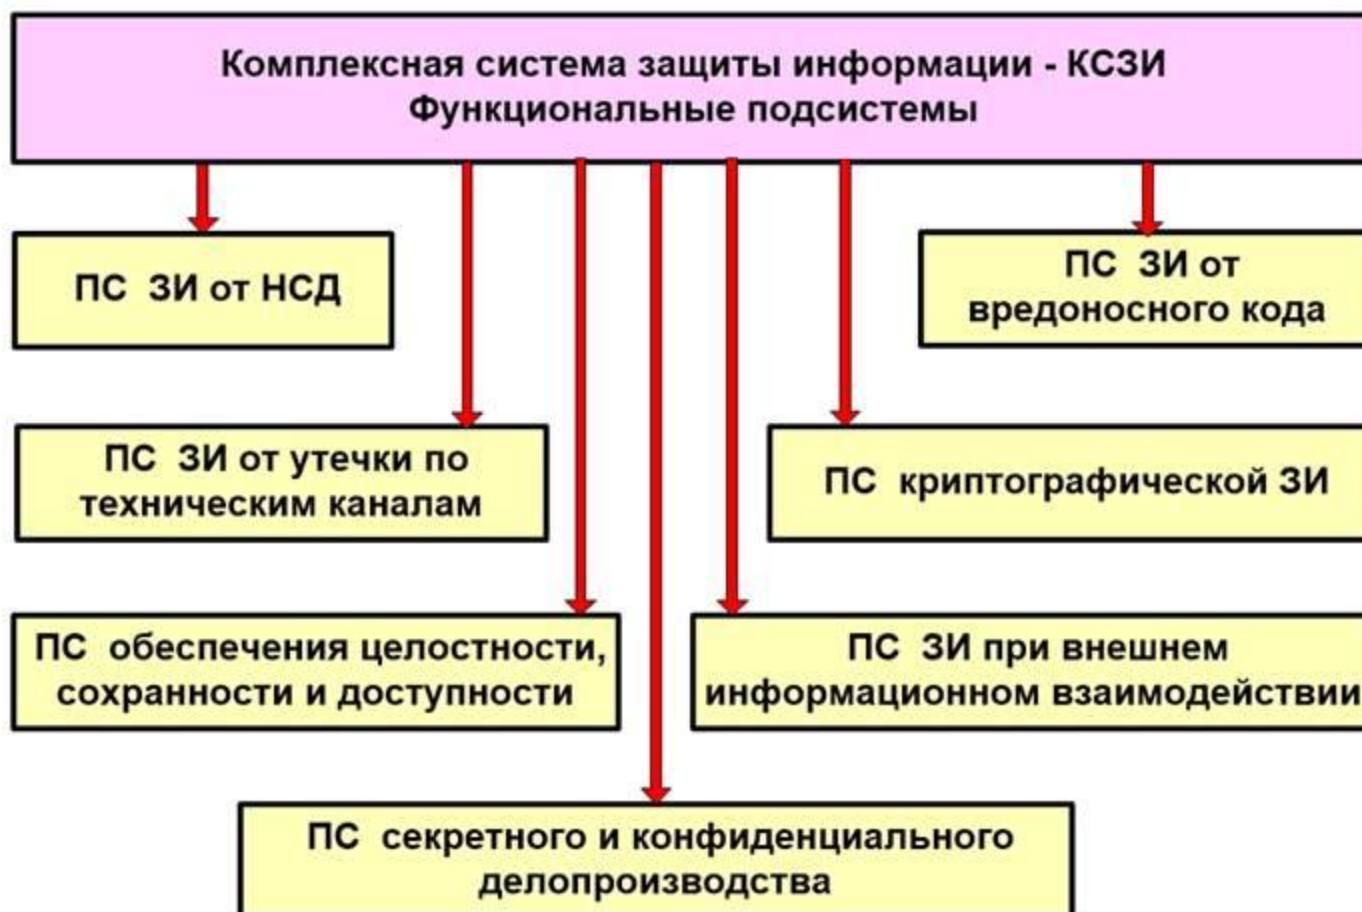 Комплексная система защиты информации - КСЗИ
Функциональные подсистемы
ПС ЗИ от НСД
ПС ЗИ от
вредоносного кода
ПС ЗИ от утечки по
техническим каналам
ПС криптографической ЗИ
ПС обеспечения целостности,
сохранности и доступности
ПС ЗИ при внешнем
информационном взаимодействии
ПС секретного и конфиденциального
делопроизводства